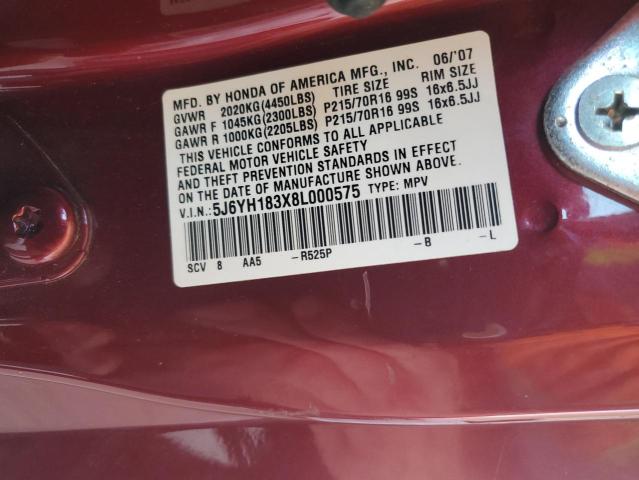 MFD. BY HONDA OF AMERICA MFG., INC. 06/'07
GVWR 2020KG(4450LBS) TIRE SIZE RIM SIZE
GAWR F 1045KG(2300LBS) P215/70R16 99S 16x6.5JJ
GAWR R 1000KG(2205LBS) P215/70R16 99S 16x6.5JJ
THIS VEHICLE CONFORMS TO ALL APPLICABLE
FEDERAL MOTOR VEHICLE SAFETY
AND THEFT PREVENTION STANDARDS IN EFFECT
ON THE DATE OF MANUFACTURE SHOWN ABOVE.
V.I.N.:5J6YH183X8L000575 TYPE: MPV
SCV 8 AA5 -R525P -B -L